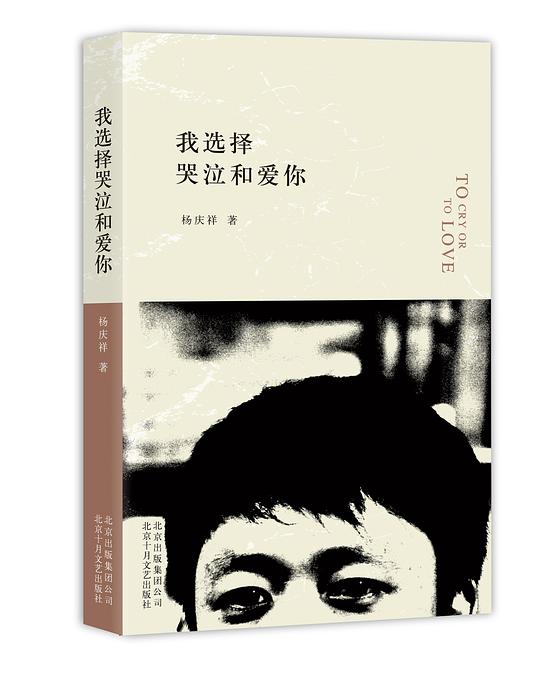 我选择哭泣和爱你
杨庆祥 著
北京出版集团公司
北京十月文艺出版社
我选择
哭泣和爱你
杨庆祥 著
TO CRY OR
TO LOVE
北京出版集团公司
北京十月文艺出版社